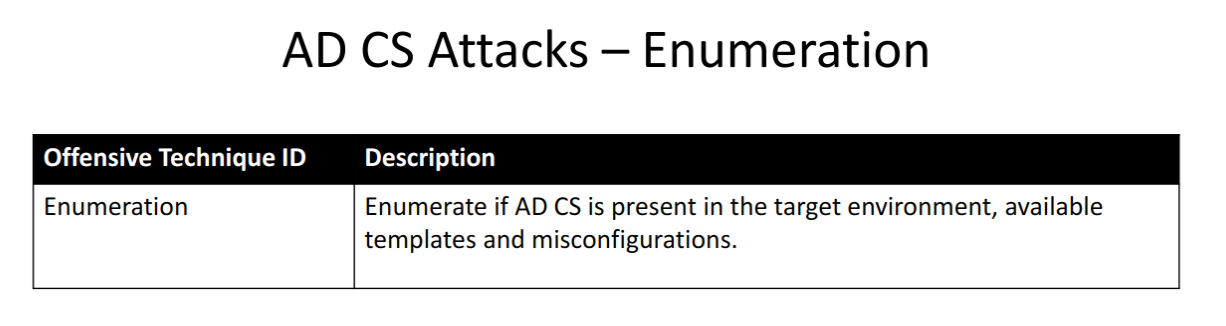 AD CS Attacks – Enumeration
Offensive Technique ID
Description
Enumeration
Enumerate if AD CS is present in the target environment, available
templates and misconfigurations.